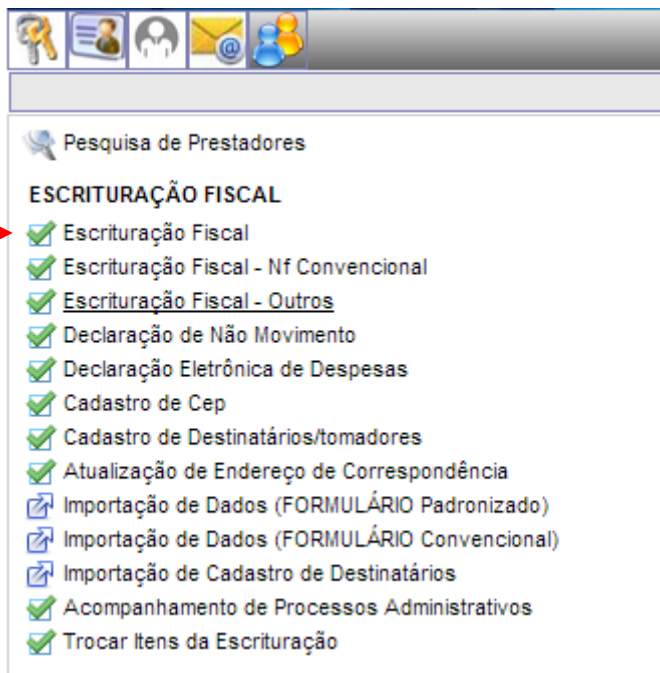 Pesquisa de Prestadores
ESCRITURAÇÃO FISCAL
Escrituração Fiscal
Escrituração Fiscal - Nf Convencional
Escrituração Fiscal - Outros
Declaração de Não Movimento
Declaração Eletrônica de Despesas
Cadastro de Cep
Cadastro de Destinatários/tomadores
Atualização de Endereço de Correspondência
Importação de Dados (FORMULÁRIO Padronizado)
Importação de Dados (FORMULÁRIO Convencional)
Importação de Cadastro de Destinatários
Acompanhamento de Processos Administrativos
Trocar Itens da Escrituração